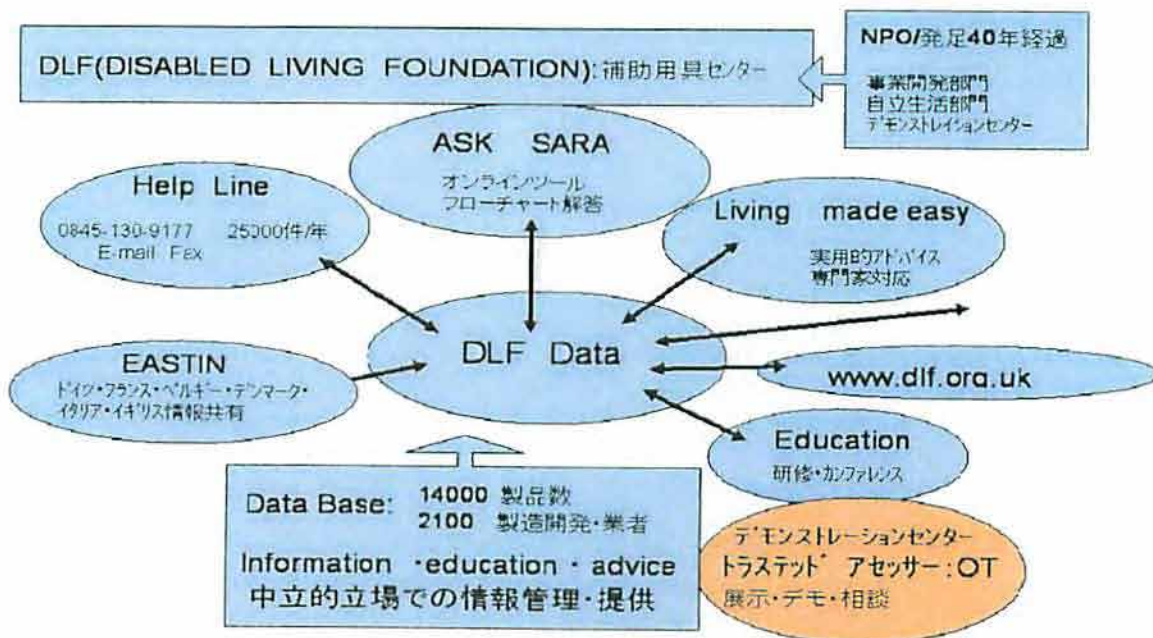 DLF(DISABLED LIVING FOUNDATION):補助用具センター
NPO/発足40年経過
事業開発部門
自立生活部門
デモンストレイションセンター
ASK SARA
オンラインツール
フローチャート解答
Help Line
0845-130-9177 25000件/年
E-mail Fax
Living made easy
実用的アドバイス
専門家対応
DLF Data
EASTIN
ドイツ・フランス・ベルギー・デンマーク・
イタリア・イギリス情報共有
www.dlf.org.uk
Education
研修・カンファレンス
Data Base: 14000 製品数
2100 製造開発・業者
Information ・education・advice
中立的立場での情報管理・提供
デモンストレーションセンター
トラステッド アセッサー:OT
展示・デモ・相談